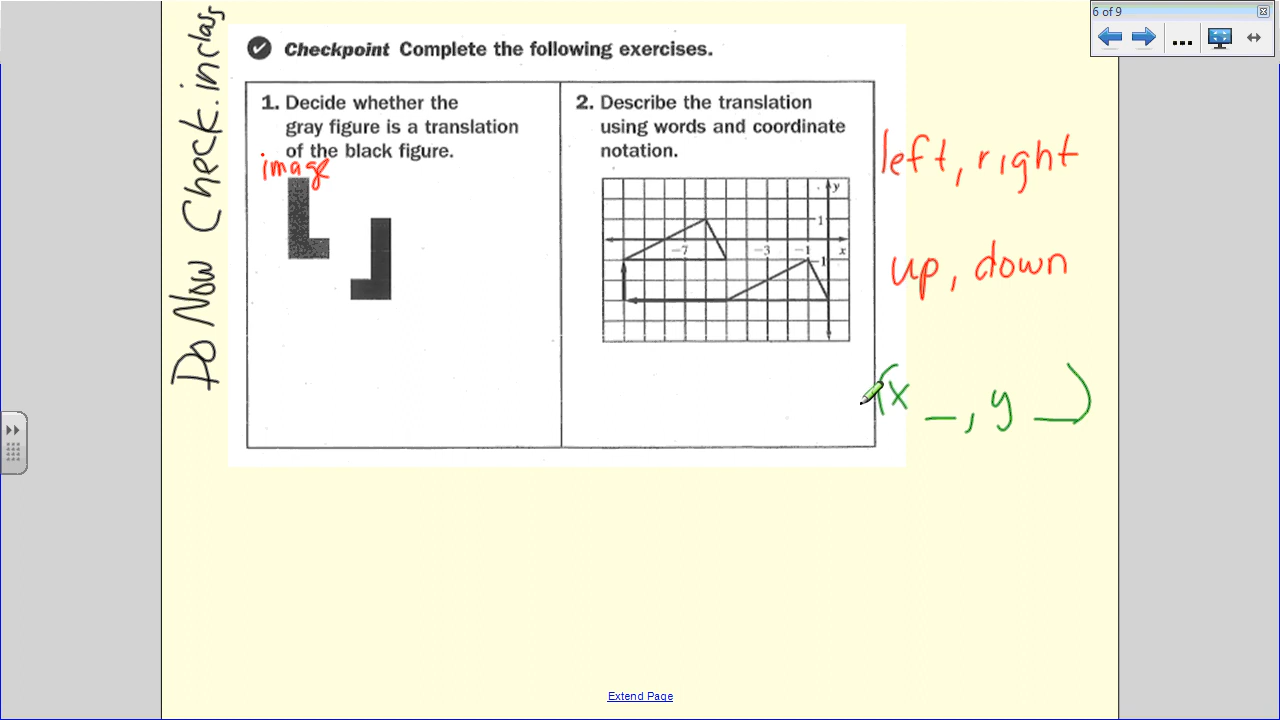 6 of 9
Do Now Check.in class
Checkpoint Complete the following exercises.
1. Decide whether the
gray figure is a translation
of the black figure.
image
2. Describe the translation
using words and coordinate
notation.
y
1
-7
-3
-1
x
-1
left, right
up, down
(x _, y _)
Extend Page